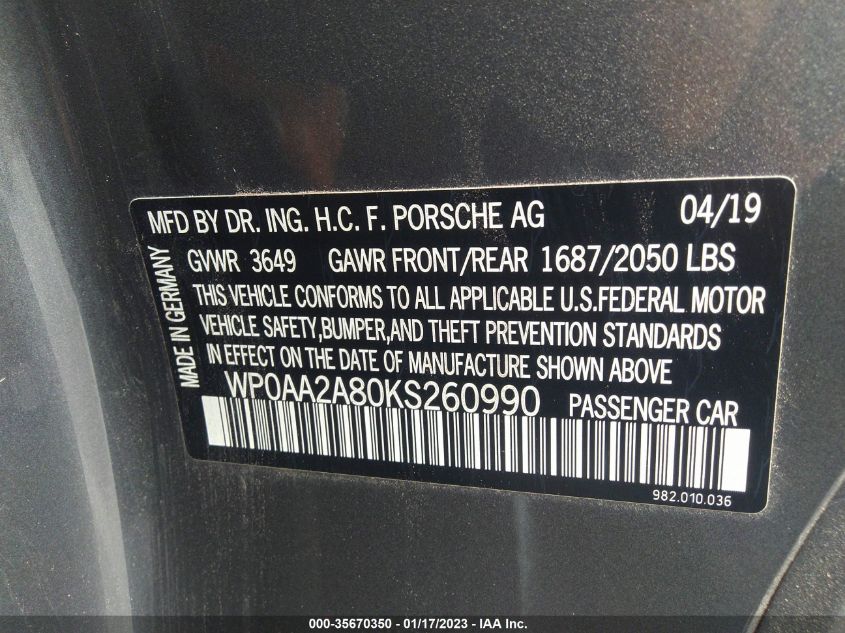 MFD BY DR. ING. H.C. F. PORSCHE AG 04/19
GVWR 3649 GAWR FRONT/REAR 1687/2050 LBS
THIS VEHICLE CONFORMS TO ALL APPLICABLE U.S.FEDERAL MOTOR
VEHICLE SAFETY,BUMPER,AND THEFT PREVENTION STANDARDS
IN EFFECT ON THE DATE OF MANUFACTURE SHOWN ABOVE
MADE IN GERMANY
WP0AA2A80KS260990 PASSENGER CAR
982.010.036
000-35670350 - 01/17/2023 - IAA Inc.